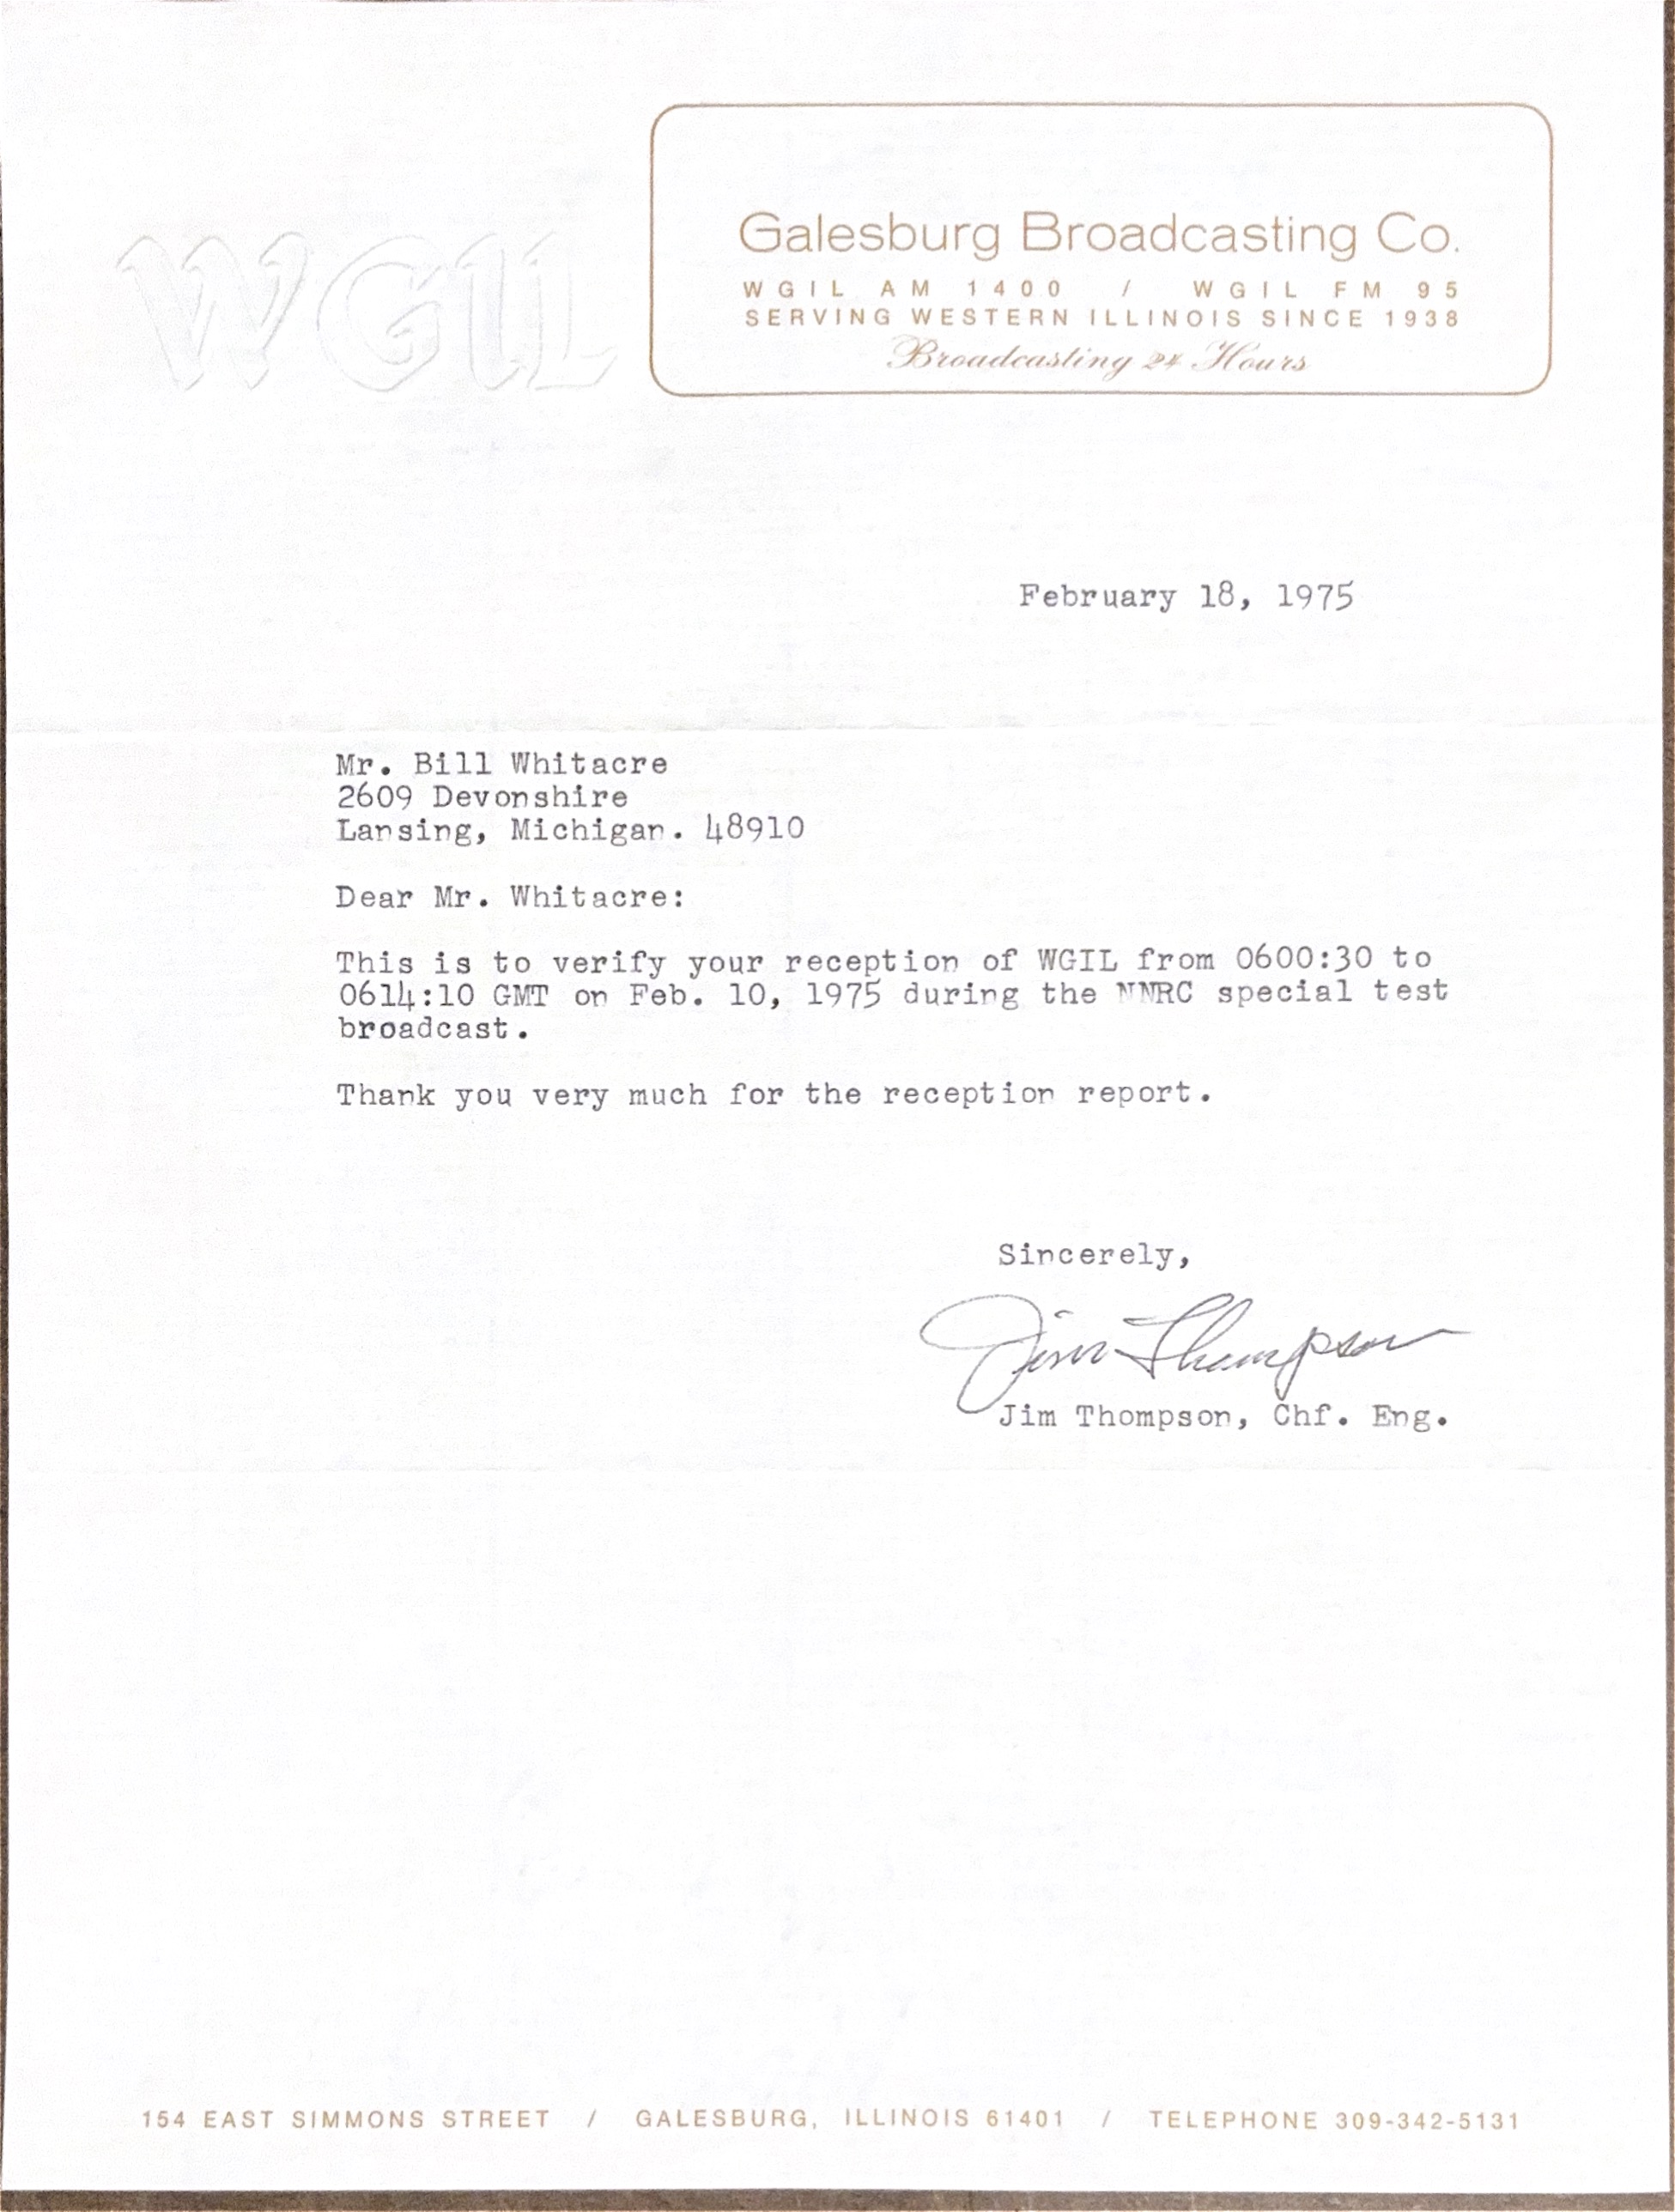 WGIL
Galesburg Broadcasting Co.
WGIL AM 1400 / WGIL FM 95
SERVING WESTERN ILLINOIS SINCE 1938
Broadcasting 24 Hours
February 18, 1975
Mr. Bill Whitacre
2609 Devonshire
Lansing, Michigan. 48910
Dear Mr. Whitacre:
This is to verify your reception of WGIL from 0600:30 to
0614:10 GMT on Feb. 10, 1975 during the NNRC special test
broadcast.
Thank you very much for the reception report.
Sincerely,
Jim Thompson
Jim Thompson, Chf. Eng.
154 EAST SIMMONS STREET / GALESBURG, ILLINOIS 61401 / TELEPHONE 309-342-5131